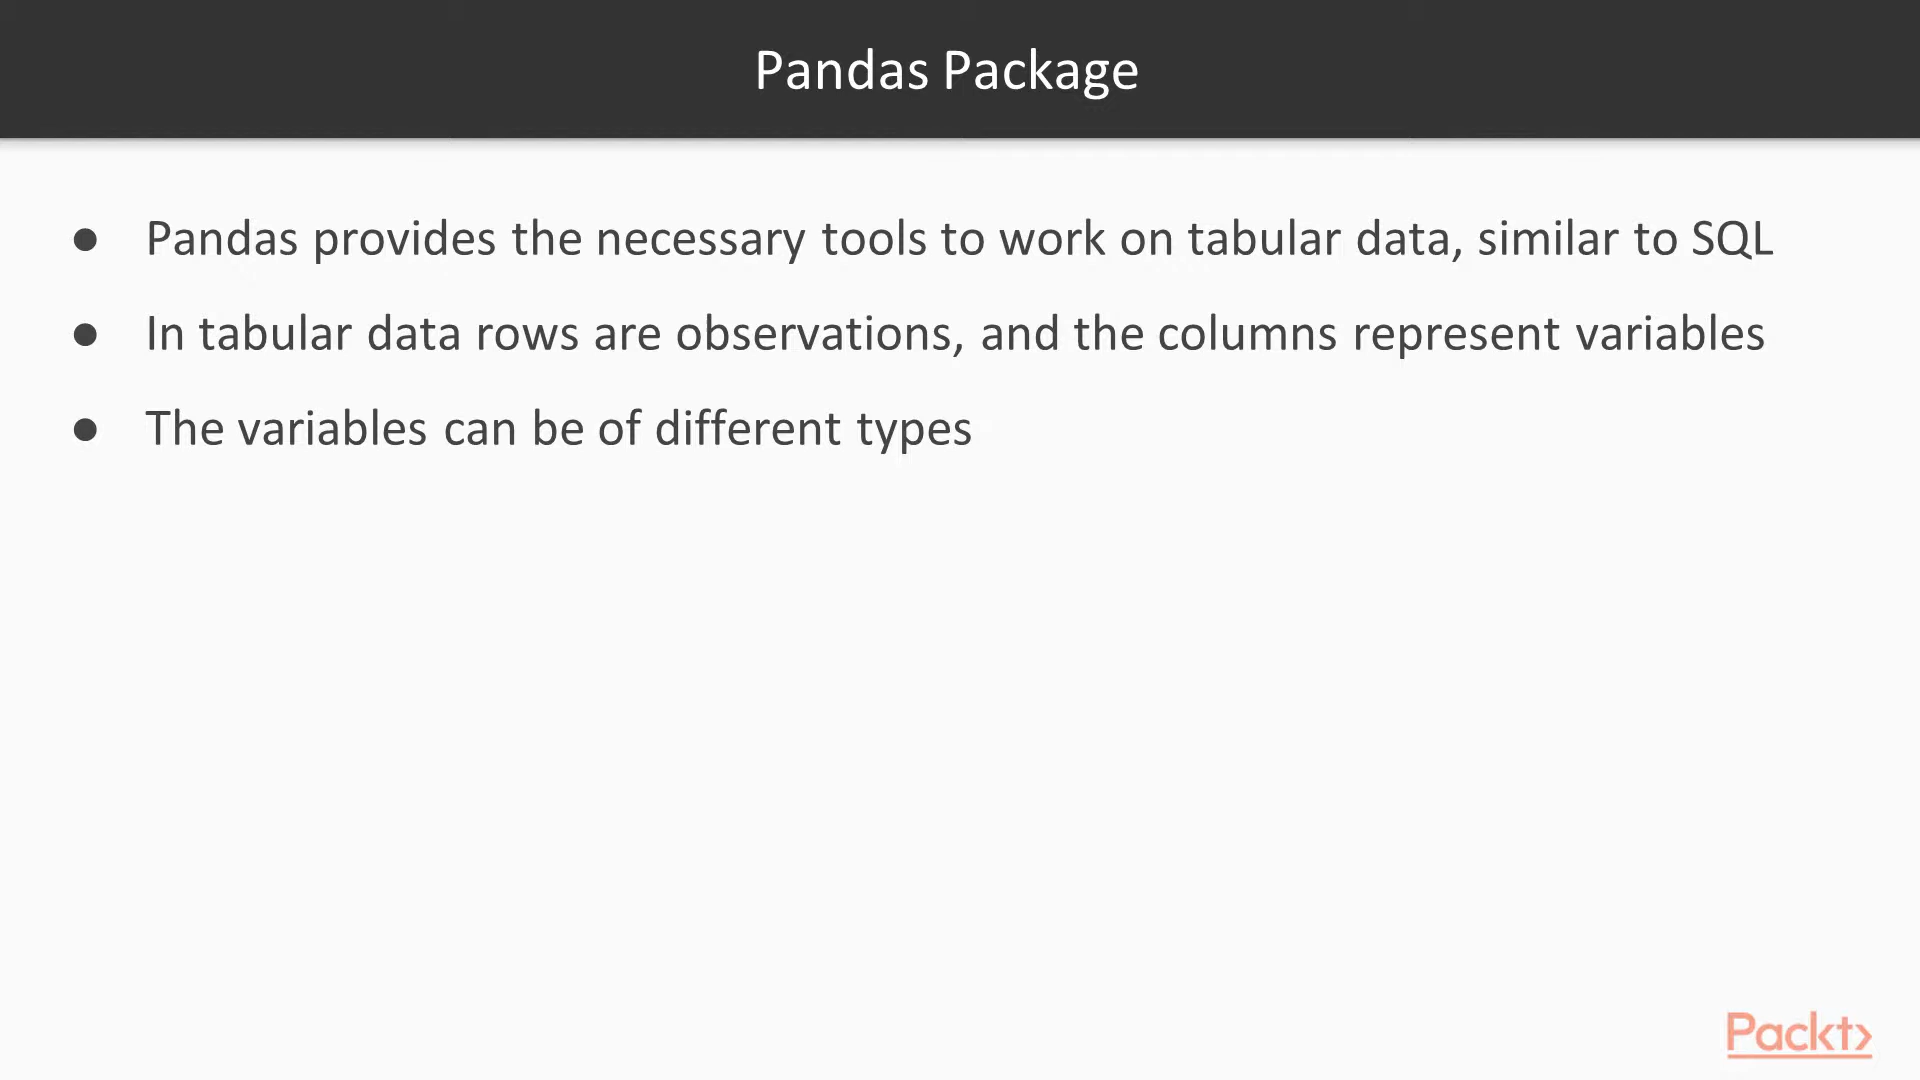 Pandas Package
● Pandas provides the necessary tools to work on tabular data, similar to SQL
● In tabular data rows are observations, and the columns represent variables
● The variables can be of different types
Packt>